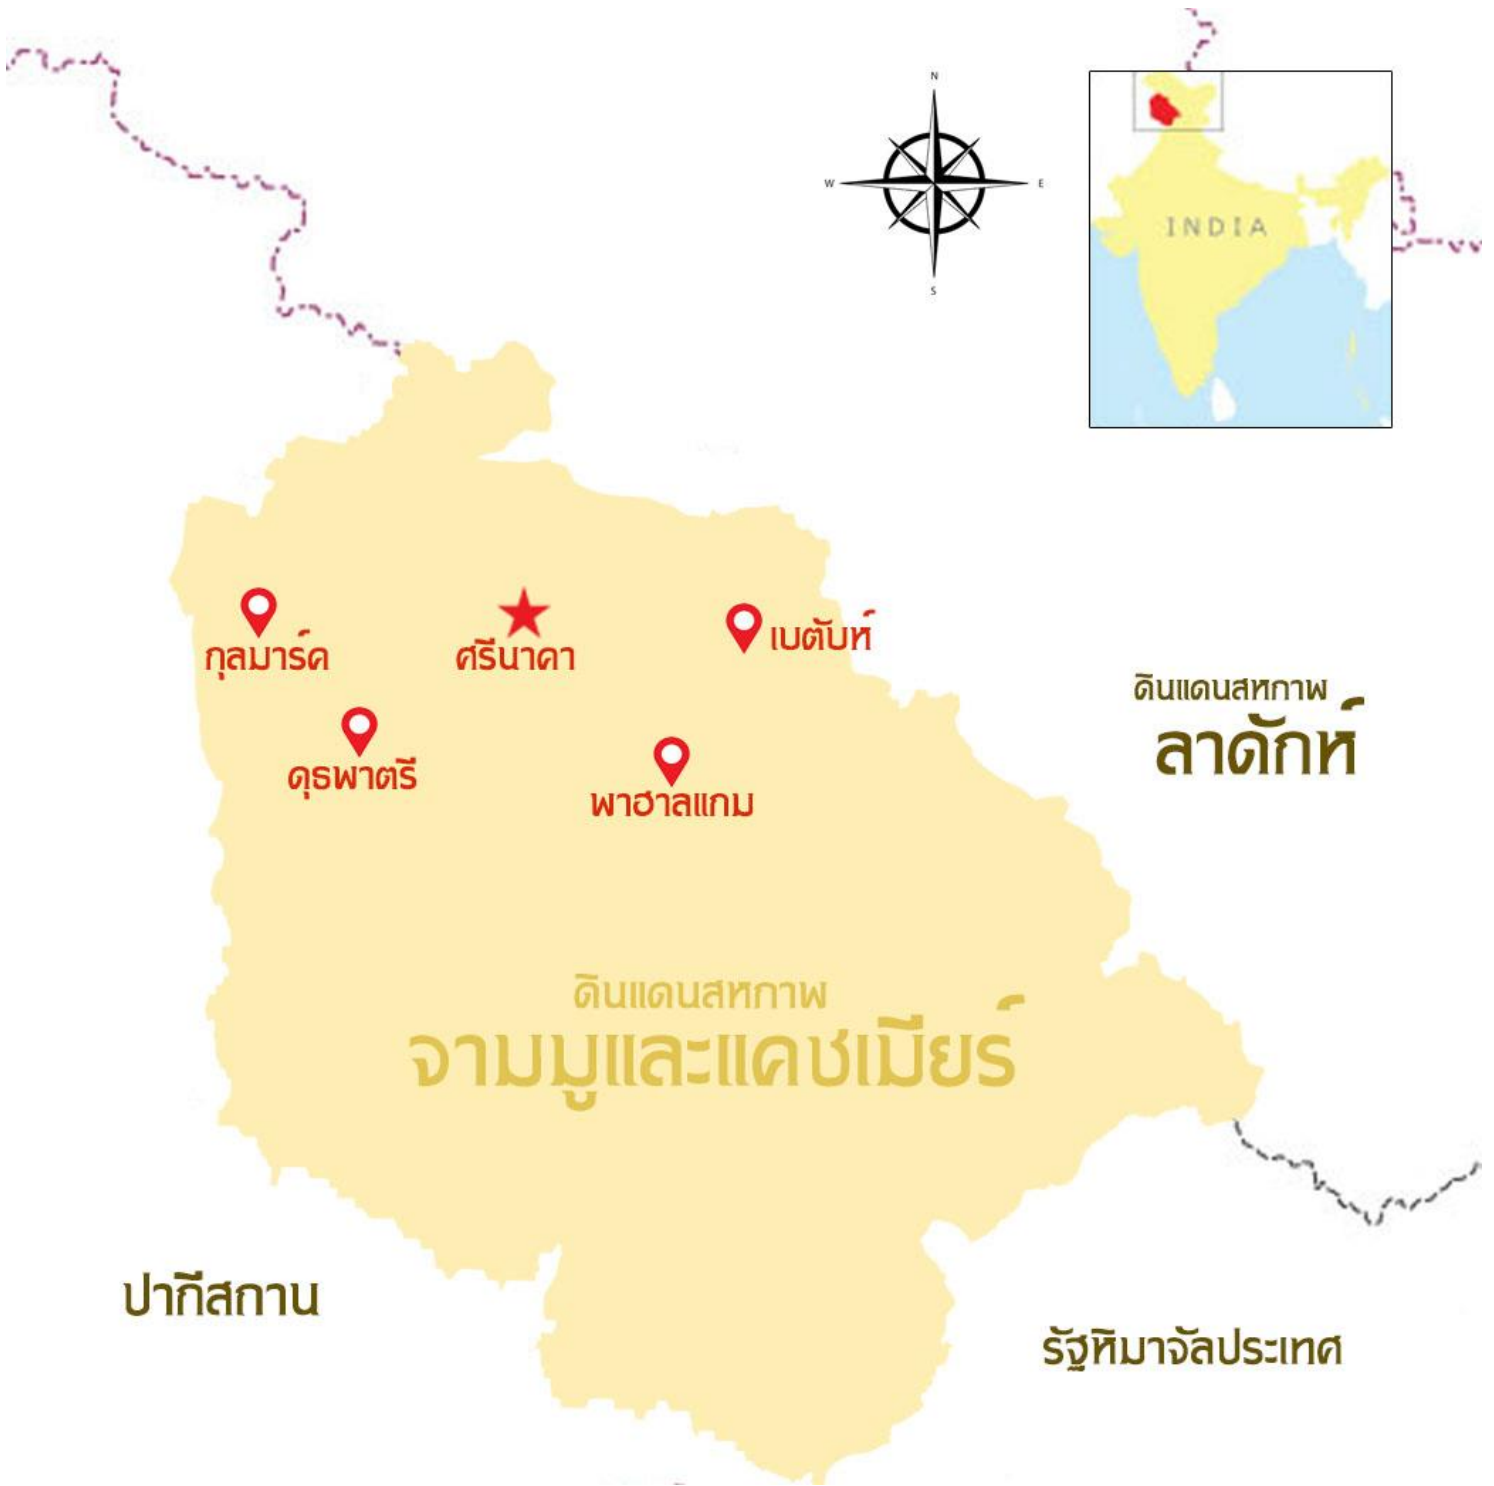 N
W
E
S
INDIA
กุลมาร์ค
ศรีนาคา
เบตับห์
ดินแดนสหภาพ
ลาดักห์
ดุธพาตรี
พาฮาลแกม
ดินแดนสหภาพ
จามมูและแคชเมียร์
ปากีสถาน
รัฐหิมาจัลประเทศ